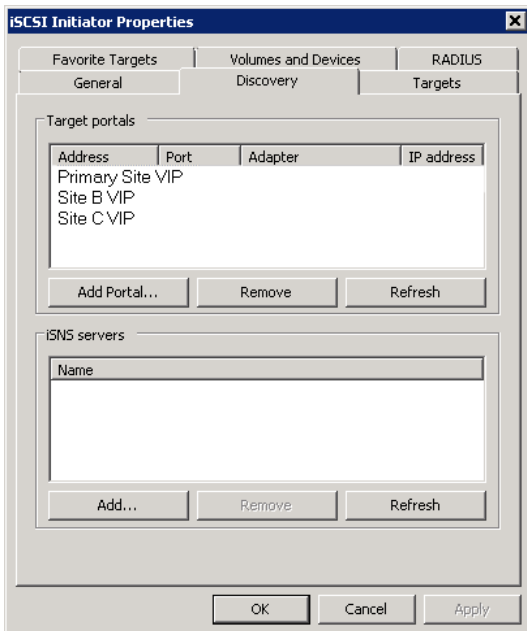 iSCSI Initiator Properties
Favorite Targets Volumes and Devices RADIUS
General Discovery Targets
Target portals
Address Port Adapter IP address
Primary Site VIP
Site B VIP
Site C VIP
Add Portal... Remove Refresh
iSNS servers
Name
Add... Remove Refresh
OK Cancel Apply